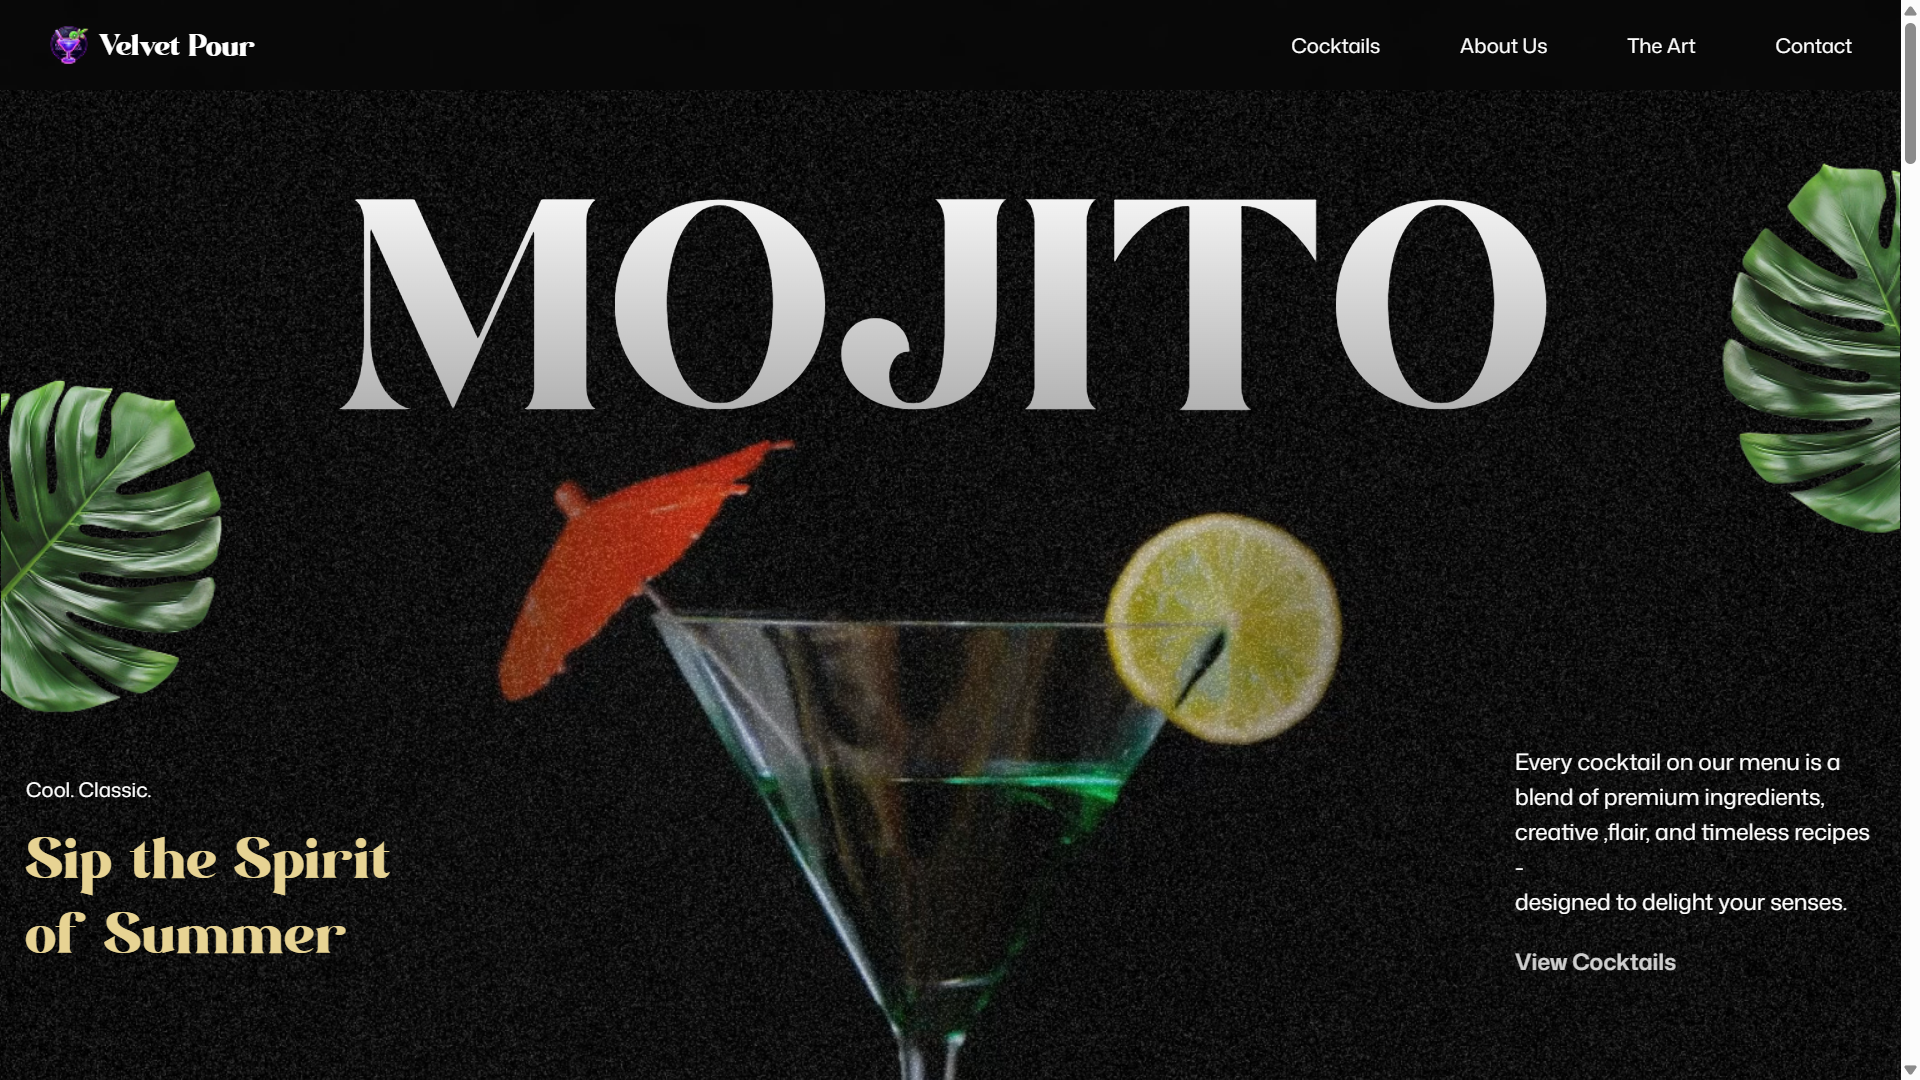 Velvet Pour
Cocktails
About Us
The Art
Contact
MOJITO
Cool. Classic.
Sip the Spirit
of Summer
Every cocktail on our menu is a
blend of premium ingredients,
creative ,flair, and timeless recipes
-
designed to delight your senses.
View Cocktails